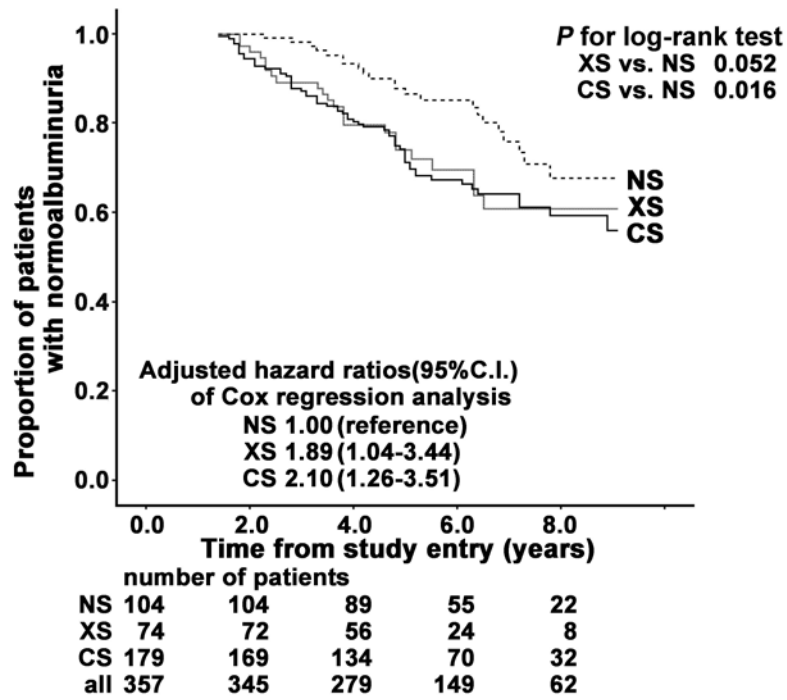 P for log-rank test
XS vs. NS 0.052
CS vs. NS 0.016
1.0
0.8
0.6
0.4
0.2
0.0
Proportion of patients
with normoalbuminuria
NS
XS
CS
Adjusted hazard ratios(95%C.I.)
of Cox regression analysis
NS 1.00 (reference)
XS 1.89 (1.04-3.44)
CS 2.10 (1.26-3.51)
0.0 2.0 4.0 6.0 8.0
Time from study entry (years)
number of patients
NS 104 104 89 55 22
XS 74 72 56 24 8
CS 179 169 134 70 32
all 357 345 279 149 62